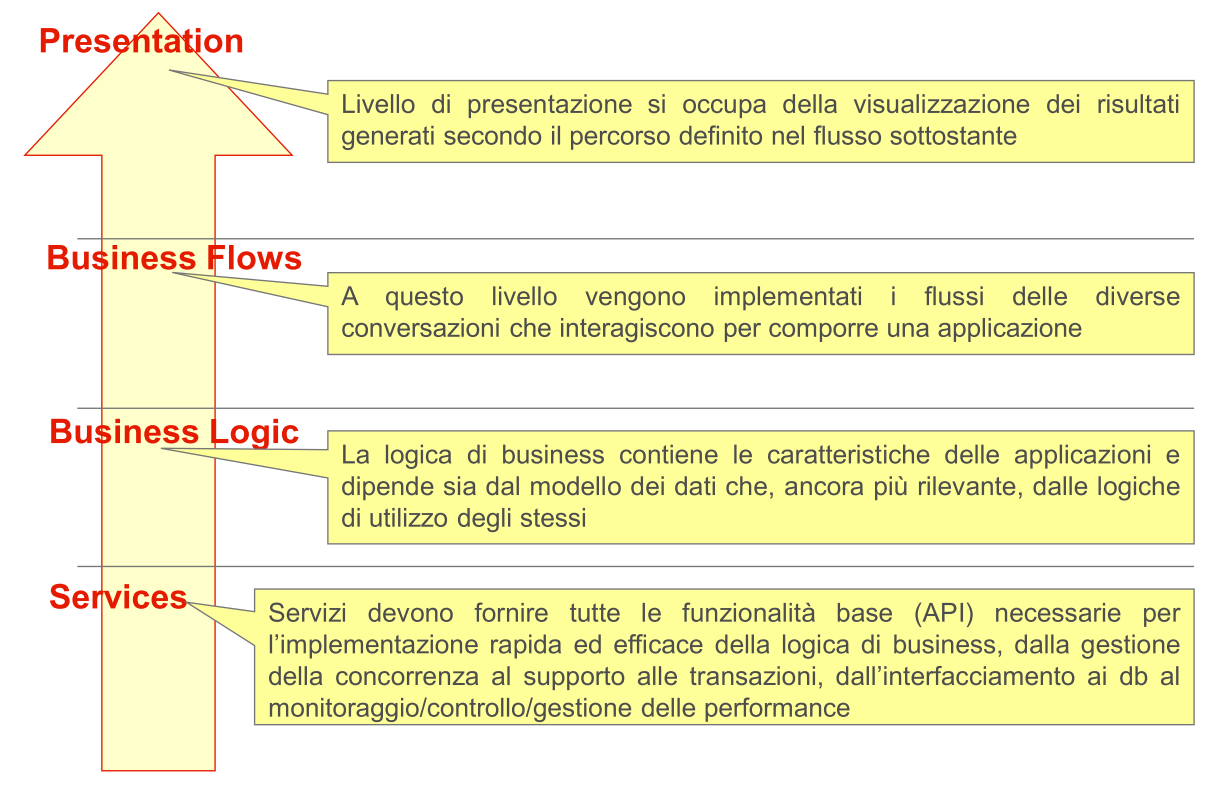 Presentation
Livello di presentazione si occupa della visualizzazione dei risultati
generati secondo il percorso definito nel flusso sottostante
Business Flows
A questo livello vengono implementati i flussi delle diverse
conversazioni che interagiscono per comporre una applicazione
Business Logic
La logica di business contiene le caratteristiche delle applicazioni e
dipende sia dal modello dei dati che, ancora più rilevante, dalle logiche
di utilizzo degli stessi
Services
Servizi devono fornire tutte le funzionalità base (API) necessarie per
l’implementazione rapida ed efficace della logica di business, dalla gestione
della concorrenza al supporto alle transazioni, dall’interfacciamento ai db al
monitoraggio/controllo/gestione delle performance